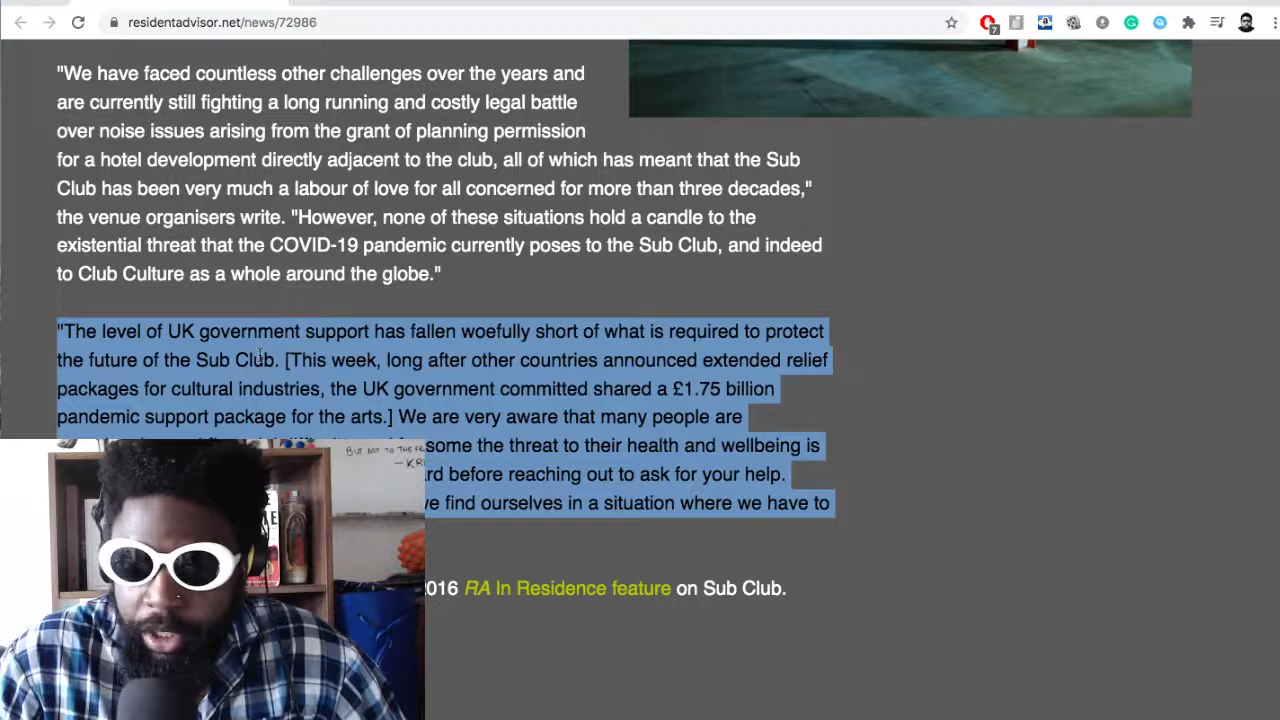 residentadvisor.net/news/72986
7
"We have faced countless other challenges over the years and
are currently still fighting a long running and costly legal battle
over noise issues arising from the grant of planning permission
for a hotel development directly adjacent to the club, all of which has meant that the Sub
Club has been very much a labour of love for all concerned for more than three decades,"
the venue organisers write. "However, none of these situations hold a candle to the
existential threat that the COVID-19 pandemic currently poses to the Sub Club, and indeed
to Club Culture as a whole around the globe."
"The level of UK government support has fallen woefully short of what is required to protect
the future of the Sub Club. [This week, long after other countries announced extended relief
packages for cultural industries, the UK government committed shared a £1.75 billion
pandemic support package for the arts.] We are very aware that many people are
some the threat to their health and wellbeing is
before reaching out to ask for your help.
find ourselves in a situation where we have to
BUT NOT TO THE
2016 RA In Residence feature on Sub Club.